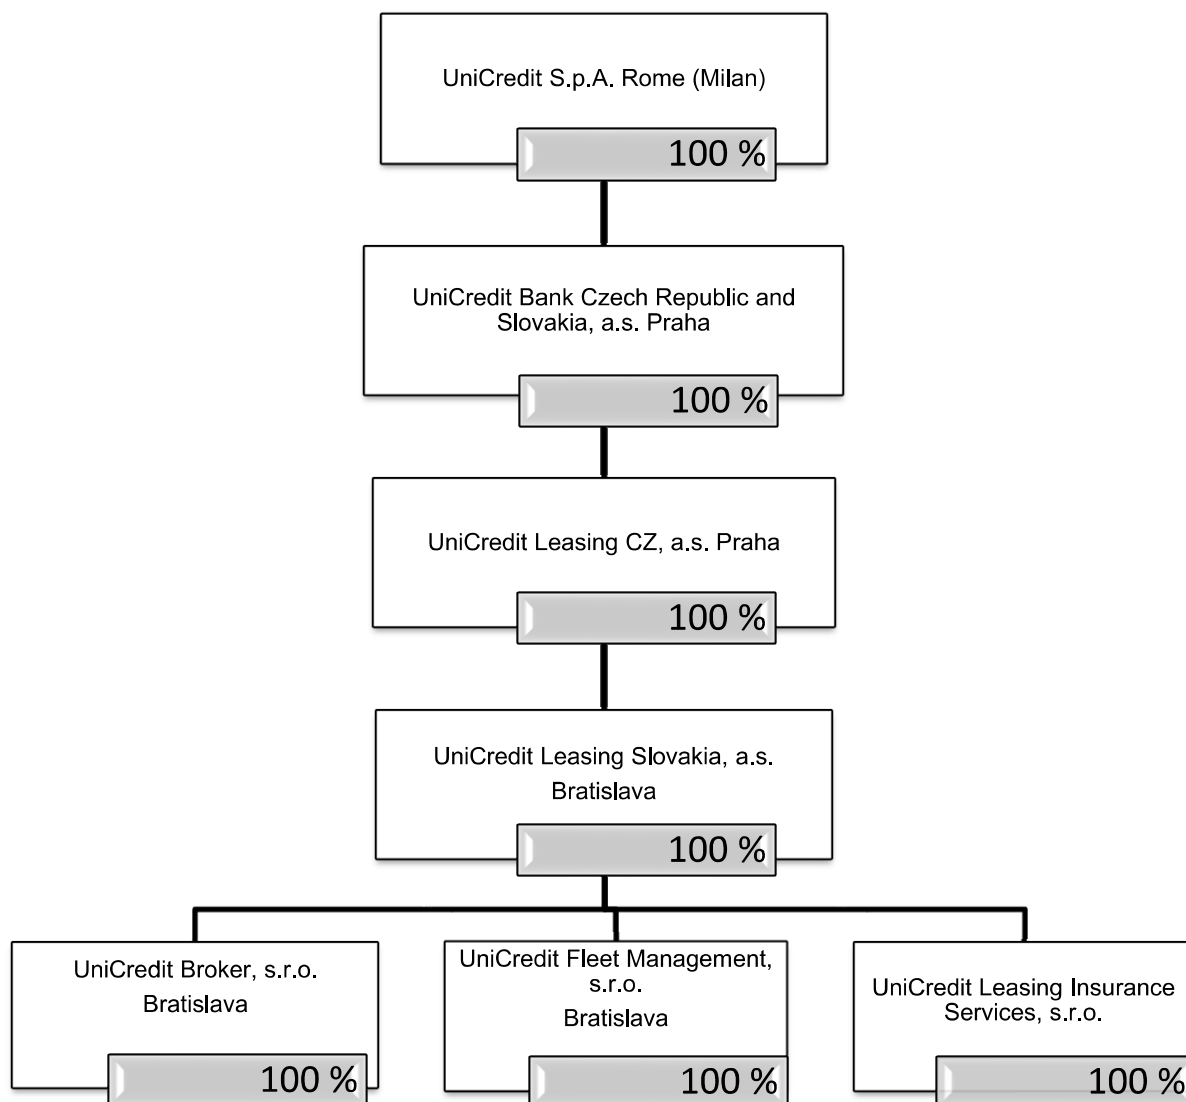 UniCredit S.p.A. Rome (Milan)
100 %
UniCredit Bank Czech Republic and
Slovakia, a.s. Praha
100 %
UniCredit Leasing CZ, a.s. Praha
100 %
UniCredit Leasing Slovakia, a.s.
Bratislava
100 %
UniCredit Broker, s.r.o.
Bratislava
100 %
UniCredit Fleet Management,
s.r.o.
Bratislava
100 %
UniCredit Leasing Insurance
Services, s.r.o.
100 %